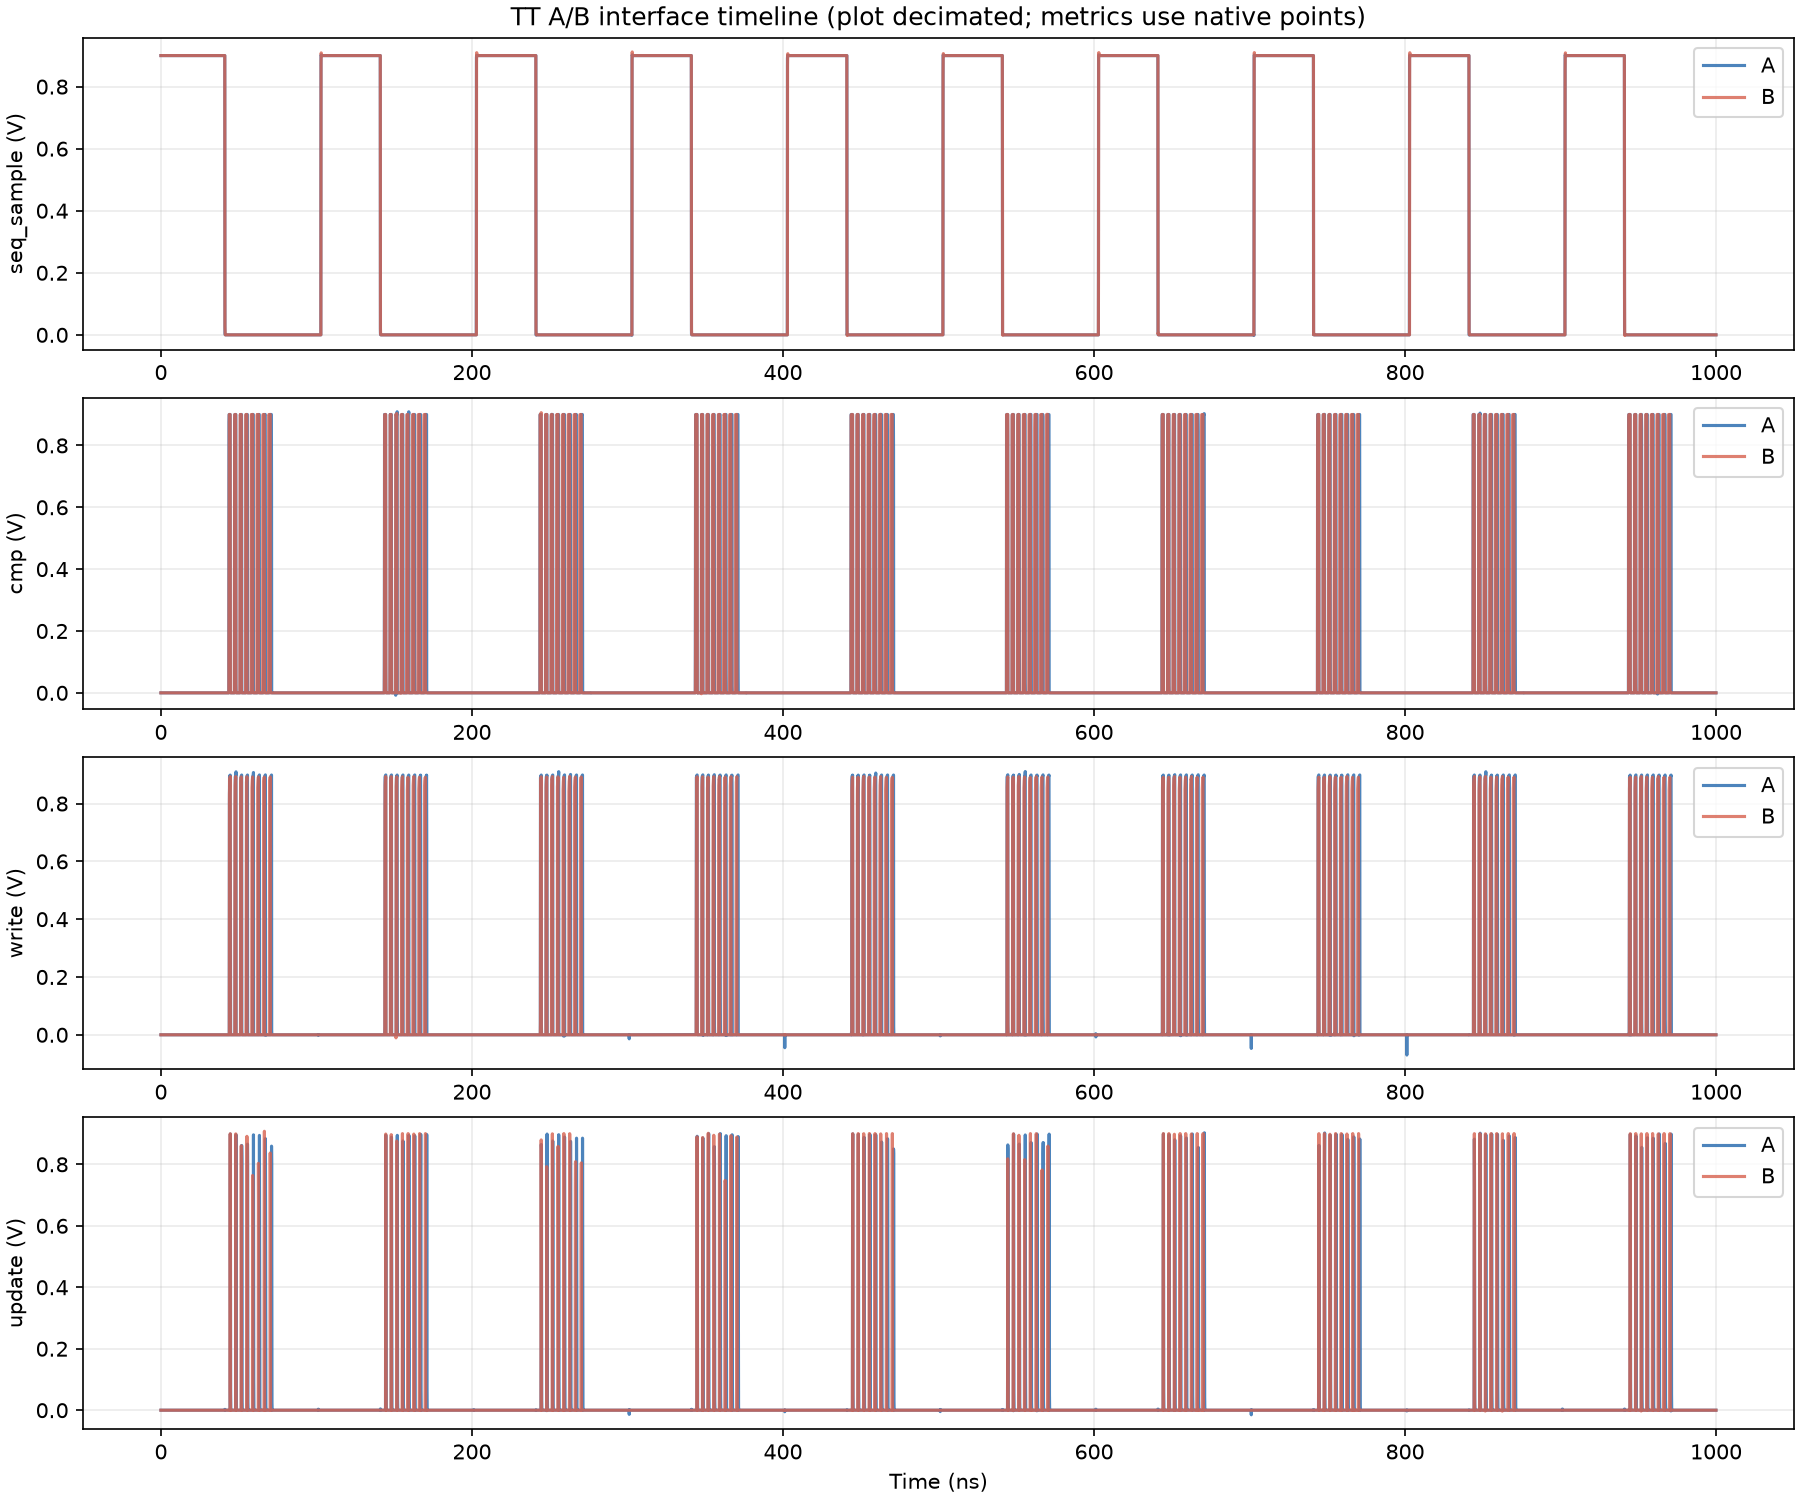 TT A/B interface timeline (plot decimated; metrics use native points)
seq_sample (V)
0.8
0.6
0.4
0.2
0.0
A
B
0 200 400 600 800 1000
cmp (V)
0.8
0.6
0.4
0.2
0.0
A
B
0 200 400 600 800 1000
write (V)
0.8
0.6
0.4
0.2
0.0
A
B
0 200 400 600 800 1000
update (V)
0.8
0.6
0.4
0.2
0.0
A
B
0 200 400 600 800 1000
Time (ns)